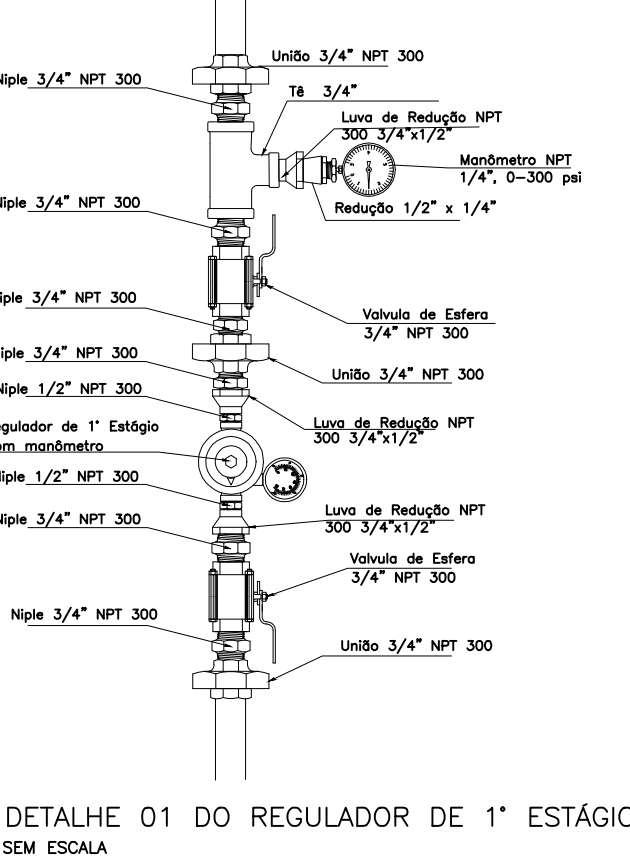 União 3/4" NPT 300
Niple 3/4" NPT 300
Tê 3/4"
Luva de Redução NPT
300 3/4"x1/2"
Manômetro NPT
1/4", 0-300 psi
Niple 3/4" NPT 300
Redução 1/2" x 1/4"
Niple 3/4" NPT 300
Valvula de Esfera
3/4" NPT 300
Niple 3/4" NPT 300
União 3/4" NPT 300
Niple 1/2" NPT 300
Luva de Redução NPT
300 3/4"x1/2"
egulador de 1° Estágio
om manômetro
Niple 1/2" NPT 300
Luva de Redução NPT
300 3/4"x1/2"
Niple 3/4" NPT 300
Valvula de Esfera
3/4" NPT 300
Niple 3/4" NPT 300
União 3/4" NPT 300
DETALHE 01 DO REGULADOR DE 1° ESTÁGIO
SEM ESCALA